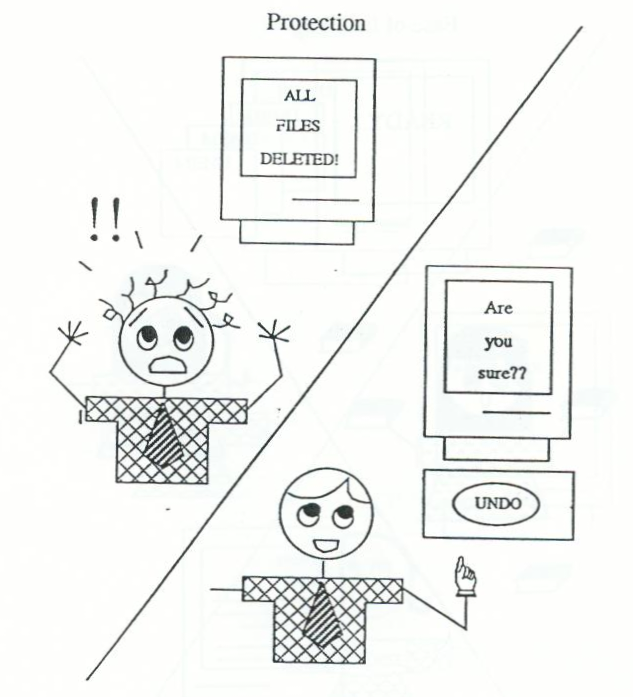 Protection
ALL
FILES
DELETED!
!!
Are
you
sure??
UNDO